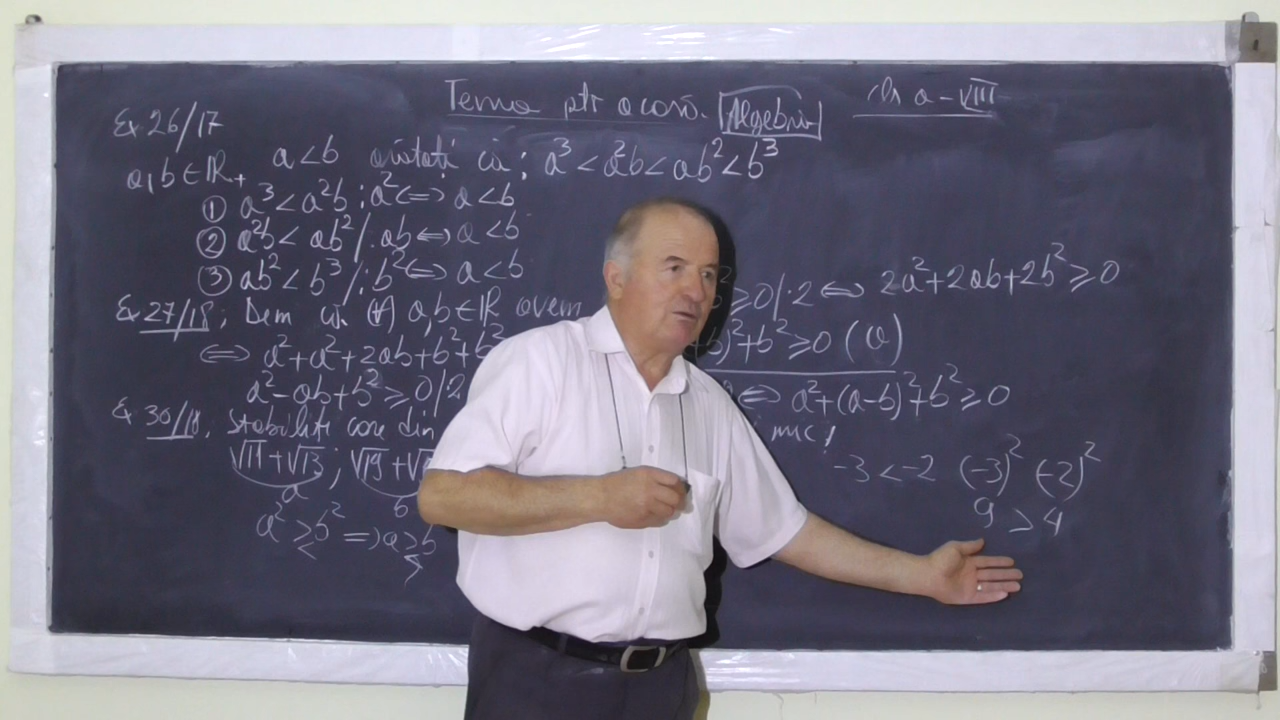 Tema ptr acasă. Algebră cls a-VIII
Ex 26/17
a,b∈ℝ₊ a<b arătați că: a³<a²b<ab²<b³
① a³<a²b :a² ⟺ a<b
② a²b<ab² /:ab ⟺ a<b
③ ab²<b³ /:b² ⟺ a<b
Ex 27/18; Dem că (∀) a,b∈ℝ avem ≥0/·2 ⟺ 2a²+2ab+2b²≥0
⟺ a²+a²+2ab+b²+b² b)²+b²≥0 (A)
a²-ab+b²≥0/·2 ⟺ a²+(a-b)²+b²≥0
Ex 30/18, stabiliți care din mic!
√11+√13; √19+√
a b
-3<-2 (-3)² (-2)²
9 > 4
a²≷b² ⟹ a≷b